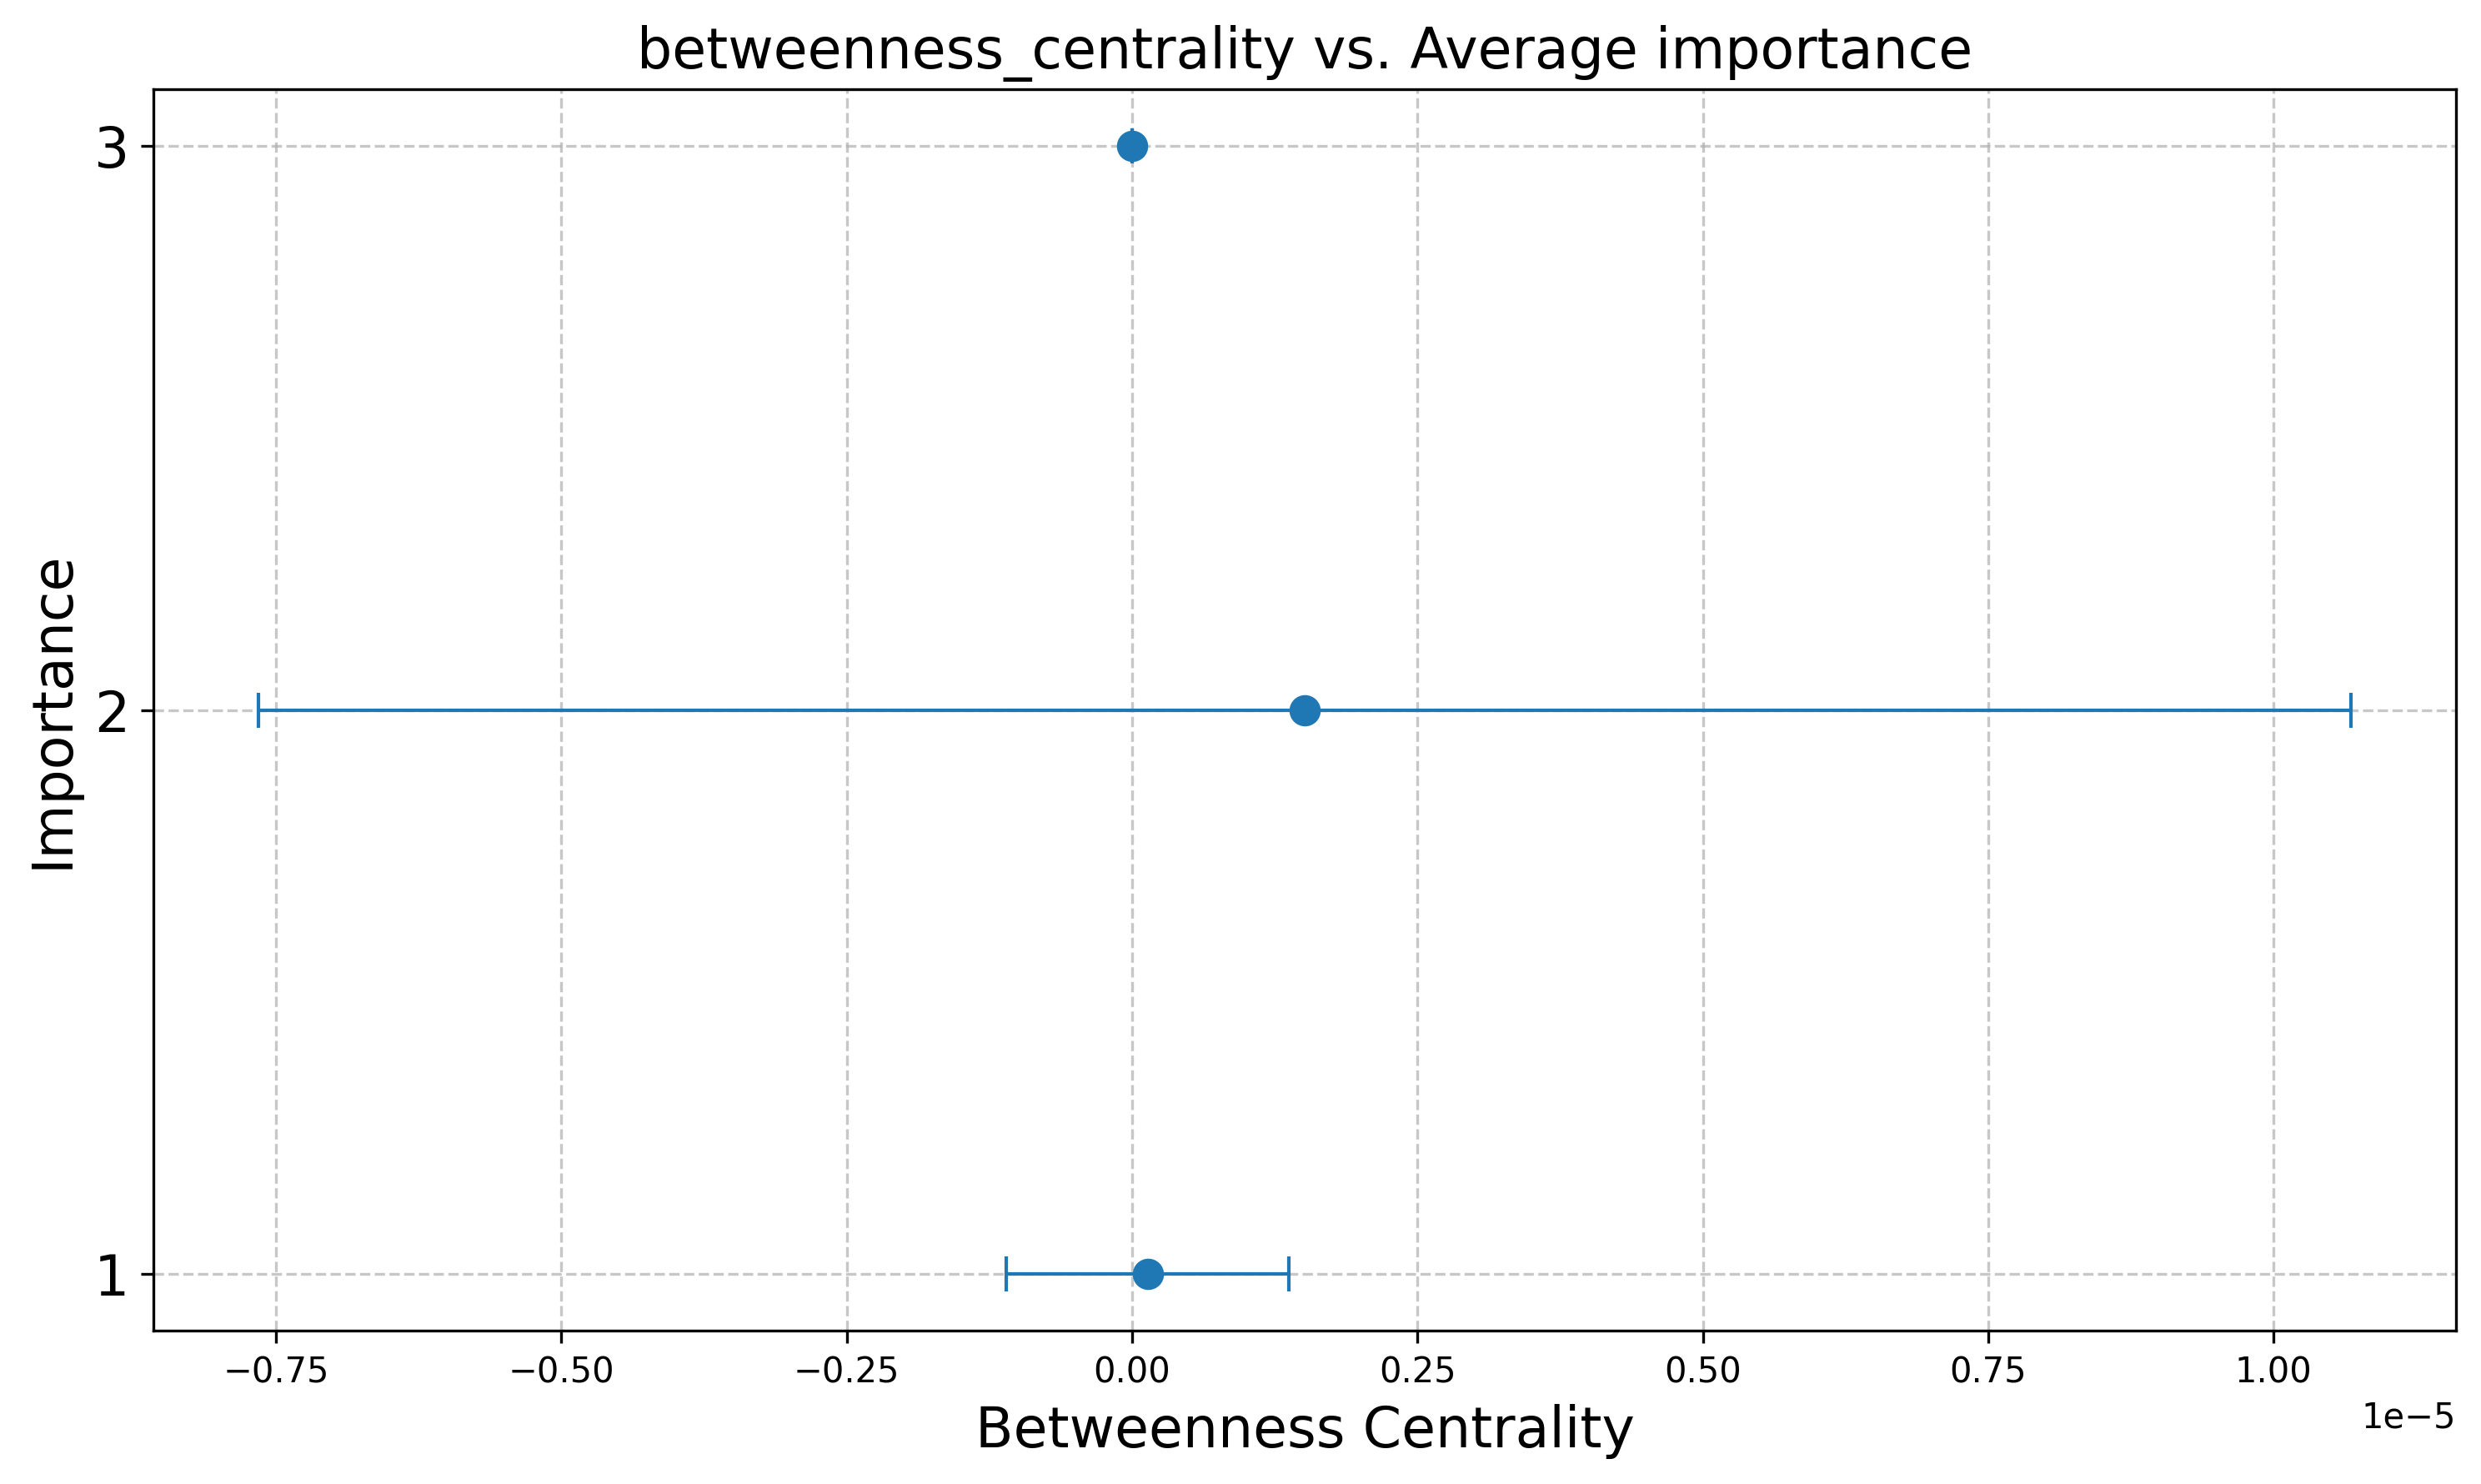 betweenness_centrality vs. Average importance
Importance
3
2
1
−0.75 −0.50 −0.25 0.00 0.25 0.50 0.75 1.00
1e−5
Betweenness Centrality